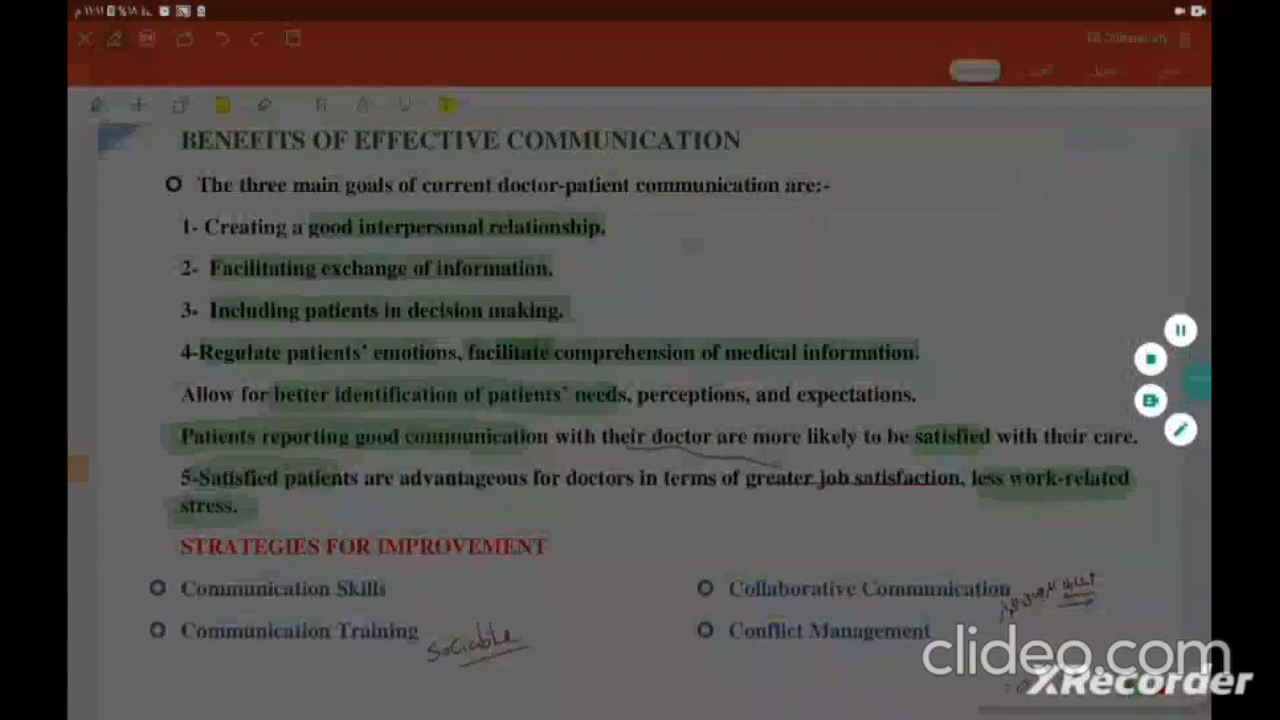 BENEFITS OF EFFECTIVE COMMUNICATION
The three main goals of current doctor-patient communication are:-
1- Creating a good interpersonal relationship.
2- Facilitating exchange of information.
3- Including patients in decision making.
4-Regulate patients' emotions, facilitate comprehension of medical information.
Allow for better identification of patients' needs, perceptions, and expectations.
Patients reporting good communication with their doctor are more likely to be satisfied with their care.
5-Satisfied patients are advantageous for doctors in terms of greater job satisfaction, less work-related
stress.
STRATEGIES FOR IMPROVEMENT
Communication Skills
Collaborative Communication
Communication Training
sociable
Conflict Management
clideo.com
XRecorder